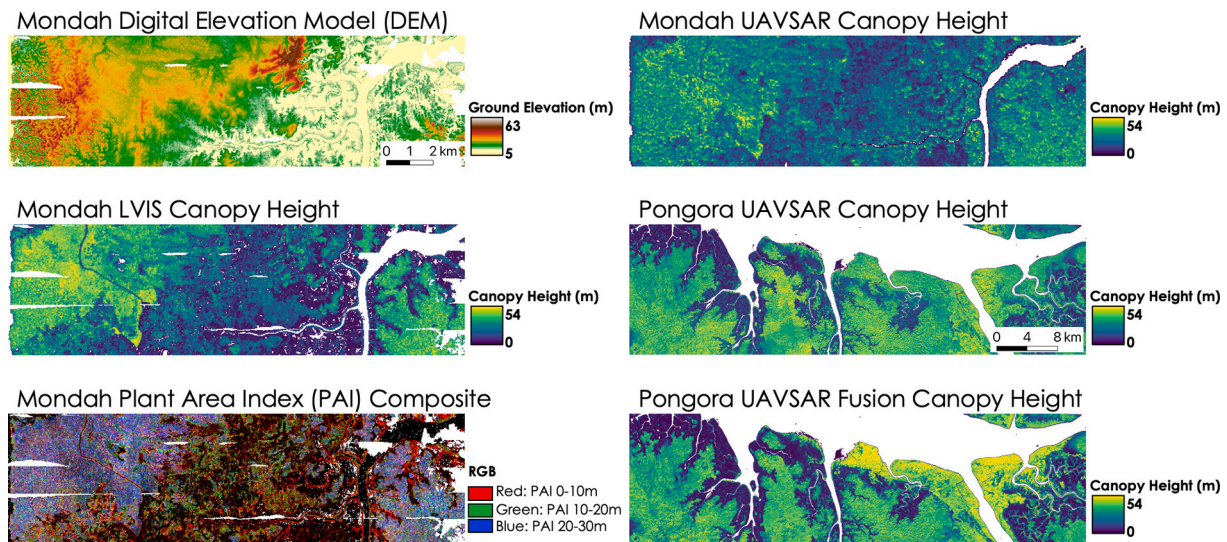 Mondah Digital Elevation Model (DEM)
Ground Elevation (m)
63
5
0 1 2 km
Mondah LVIS Canopy Height
Canopy Height (m)
54
0
Mondah Plant Area Index (PAI) Composite
RGB
Red: PAI 0-10m
Green: PAI 10-20m
Blue: PAI 20-30m
Mondah UAVSAR Canopy Height
Canopy Height (m)
54
0
Pongora UAVSAR Canopy Height
Canopy Height (m)
54
0
0 4 8 km
Pongora UAVSAR Fusion Canopy Height
Canopy Height (m)
54
0